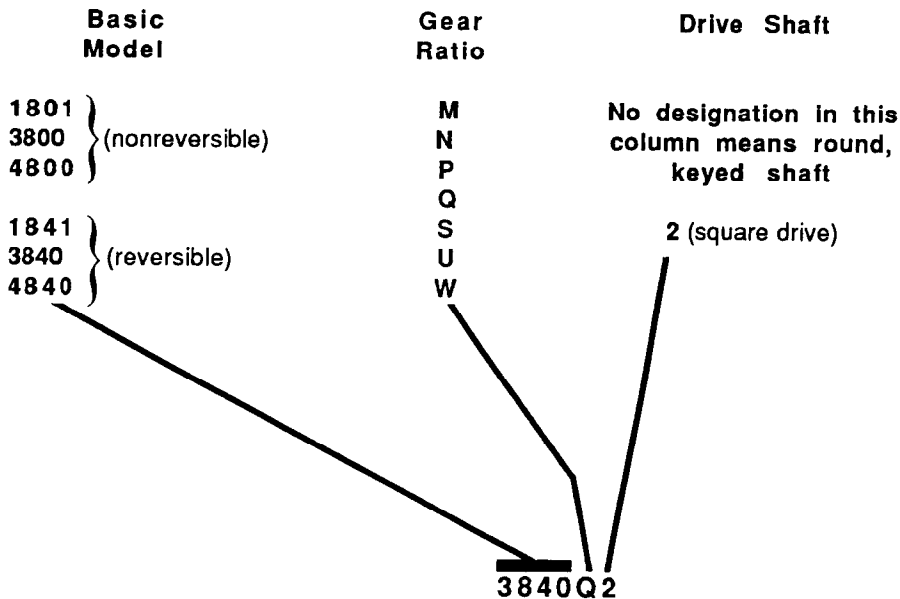 Basic
Model
1801
3800
4800
(nonreversible)
1841
3840
4840
(reversible)
Gear
Ratio
M
N
P
Q
S
U
W
Drive Shaft
No designation in this
column means round,
keyed shaft
2 (square drive)
3840Q2